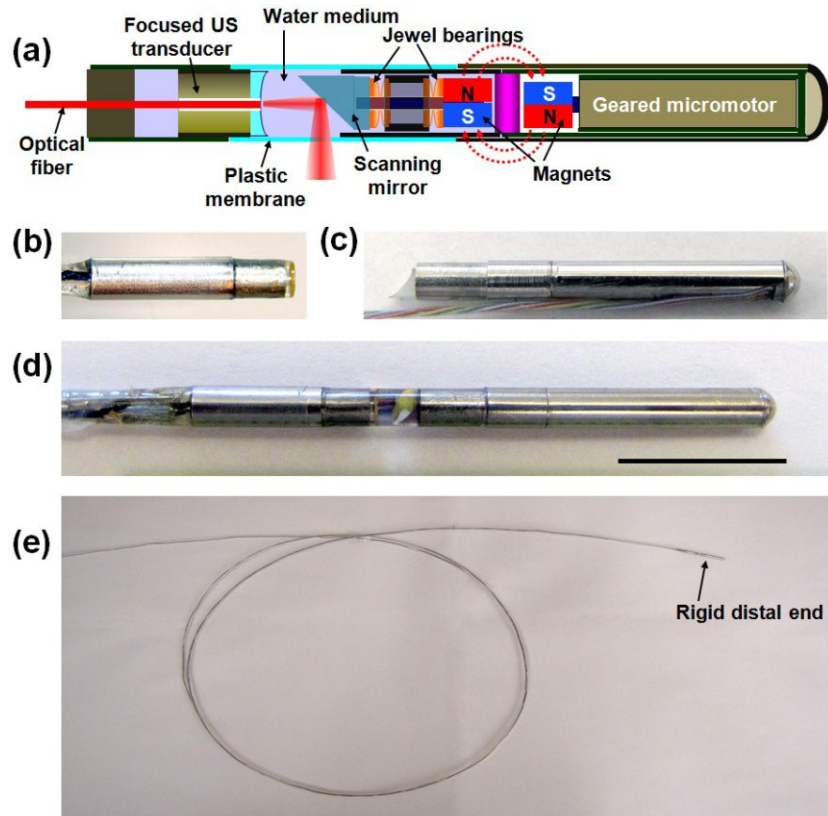 (a)
Focused US
transducer
Water medium
Jewel bearings
N
S
S
N
Geared micromotor
Optical
fiber
Plastic
membrane
Scanning
mirror
Magnets
(b)
(c)
(d)
(e)
Rigid distal end